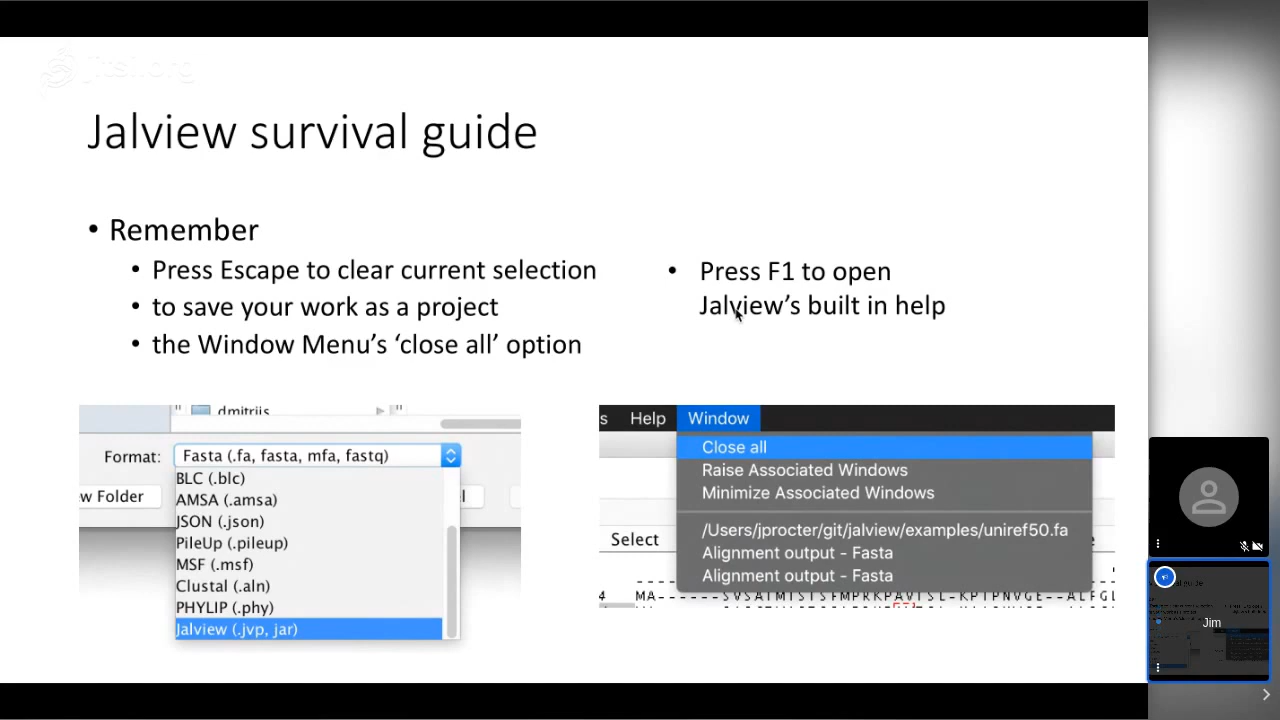 jitsi.org
Jalview survival guide
• Remember
• Press Escape to clear current selection
• to save your work as a project
• the Window Menu's ‘close all’ option
• Press F1 to open
Jalview’s built in help
dmitrijs
Format: Fasta (.fa, fasta, mfa, fastq)
w Folder
BLC (.blc)
AMSA (.amsa)
JSON (.json)
PileUp (.pileup)
MSF (.msf)
Clustal (.aln)
PHYLIP (.phy)
Jalview (.jvp, jar)
s Help Window
Close all
Raise Associated Windows
Minimize Associated Windows
/Users/jprocter/git/jalview/examples/uniref50.fa
Alignment output - Fasta
Alignment output - Fasta
Select
Jim